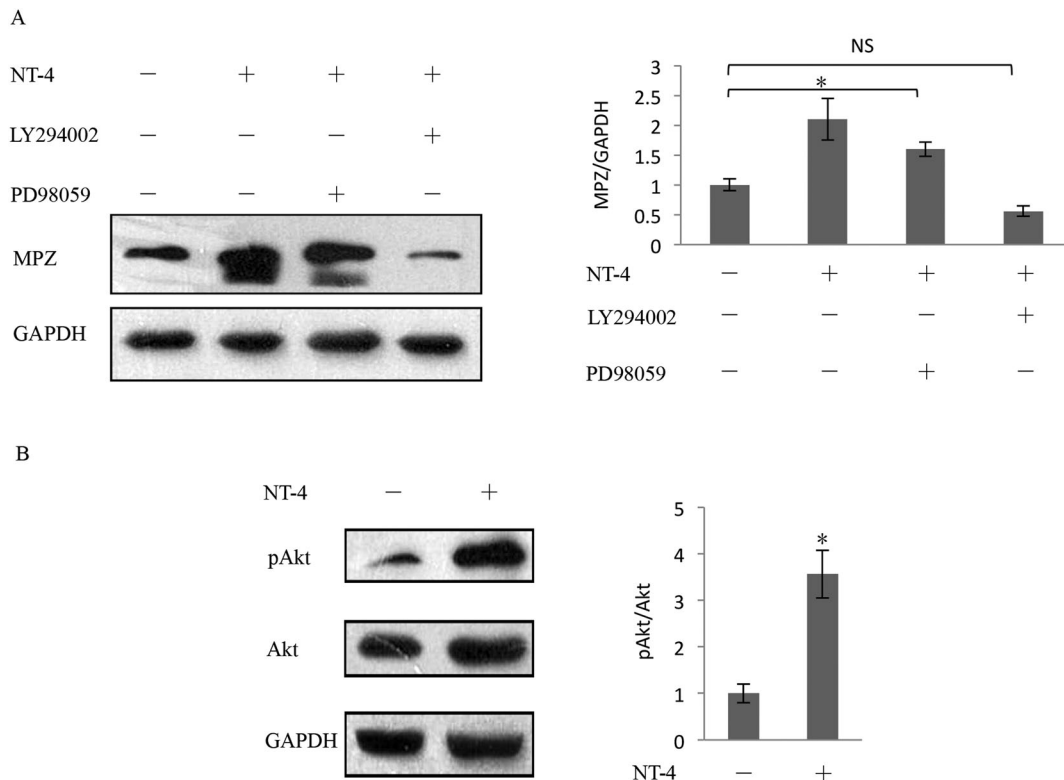 A
NT-4 − + + +
LY294002 − − − +
PD98059 − − + −
MPZ
GAPDH
NS
*
MPZ/GAPDH
3
2.5
2
1.5
1
0.5
0
NT-4 − + + +
LY294002 − − − +
PD98059 − − + −
B
NT-4 − +
pAkt
Akt
GAPDH
*
pAkt/Akt
5
4
3
2
1
0
NT-4 − +